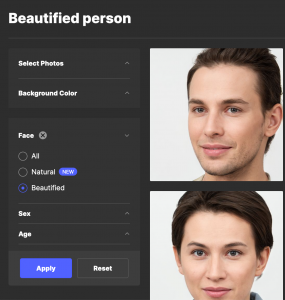 Beautified person
Select Photos
Background Color
Face
All
Natural NEW
Beautified
Sex
Age
Apply Reset